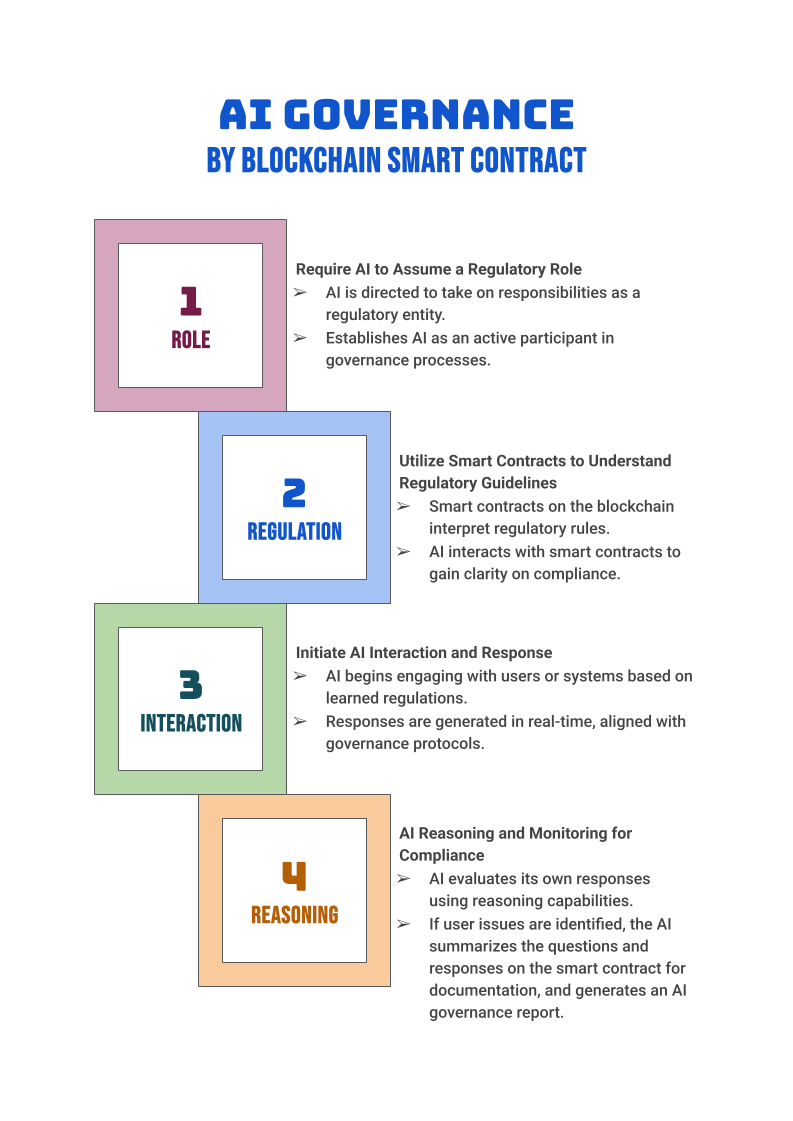 AI GOVERNANCE
BY BLOCKCHAIN SMART CONTRACT
1
ROLE
Require AI to Assume a Regulatory Role
➢ AI is directed to take on responsibilities as a
regulatory entity.
➢ Establishes AI as an active participant in
governance processes.
2
REGULATION
Utilize Smart Contracts to Understand
Regulatory Guidelines
➢ Smart contracts on the blockchain
interpret regulatory rules.
➢ AI interacts with smart contracts to
gain clarity on compliance.
3
INTERACTION
Initiate AI Interaction and Response
➢ AI begins engaging with users or systems based on
learned regulations.
➢ Responses are generated in real-time, aligned with
governance protocols.
4
REASONING
AI Reasoning and Monitoring for
Compliance
➢ AI evaluates its own responses
using reasoning capabilities.
➢ If user issues are identified, the AI
summarizes the questions and
responses on the smart contract for
documentation, and generates an AI
governance report.